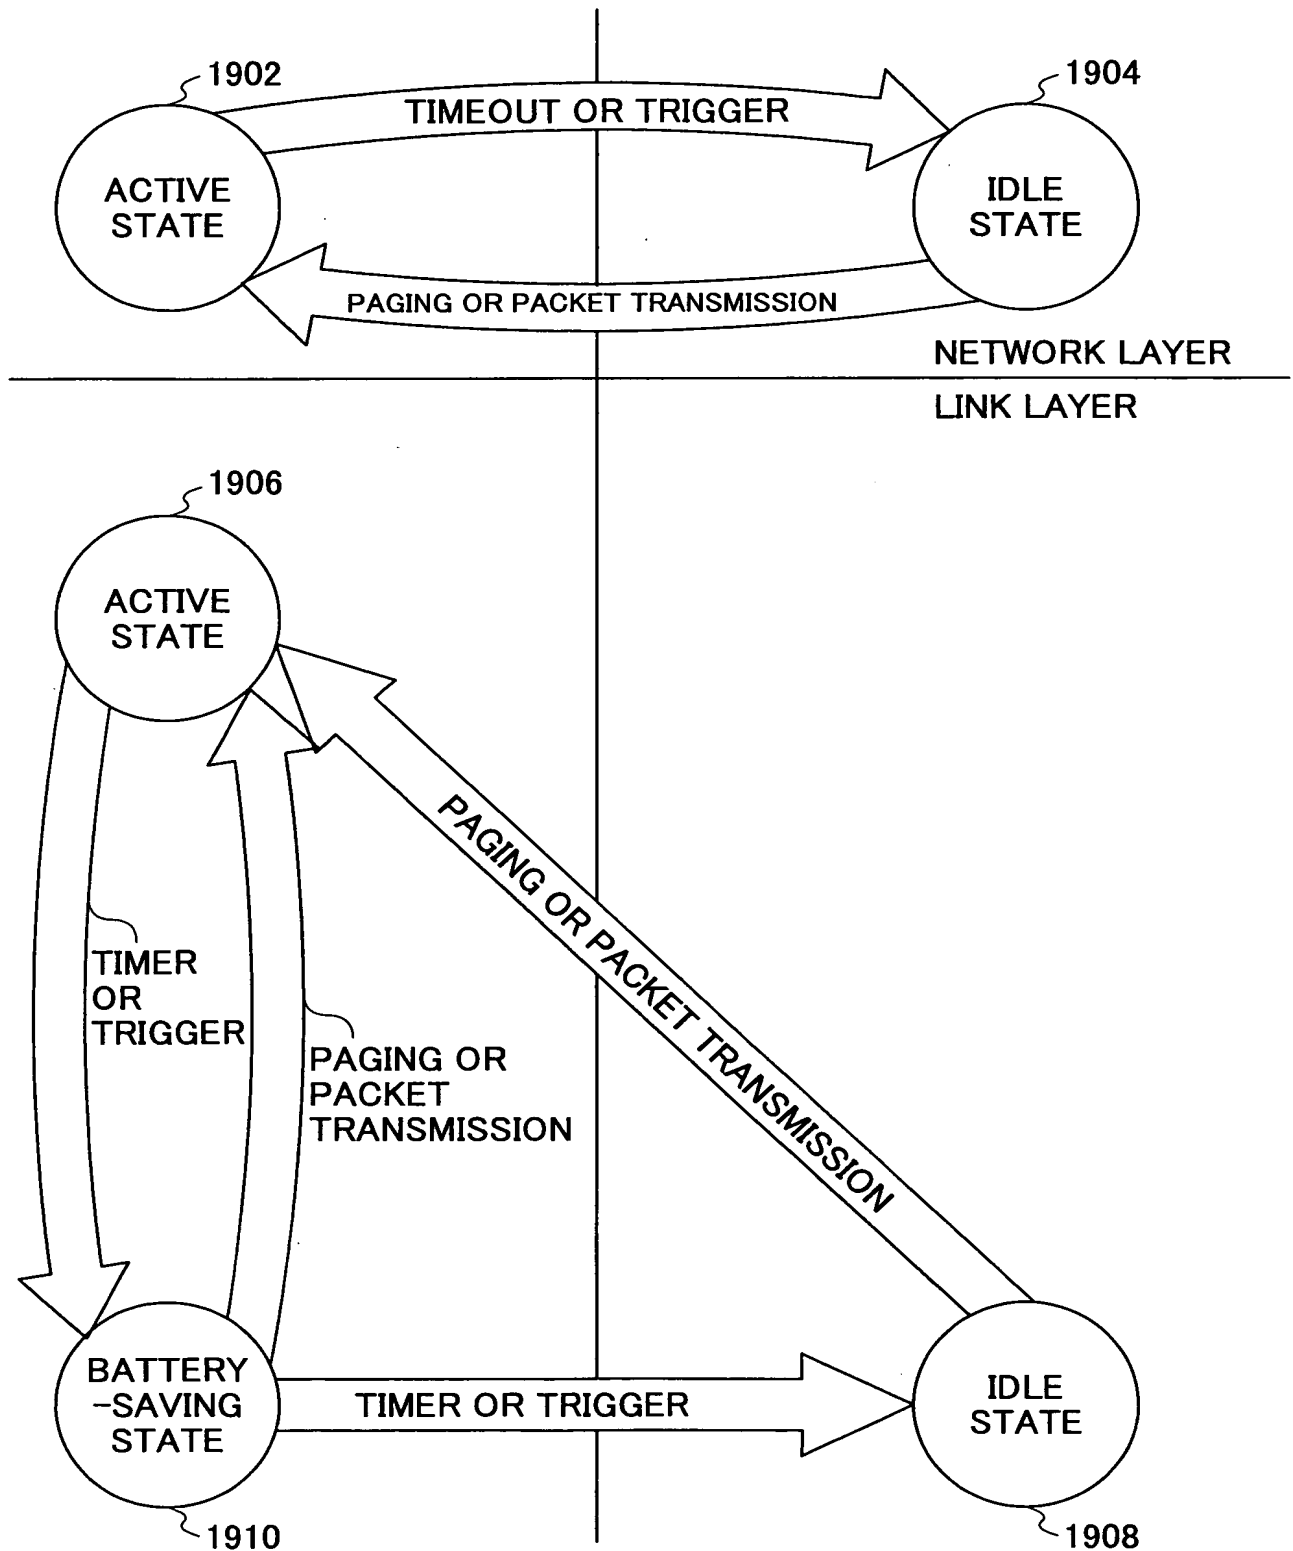 1902
1904
TIMEOUT OR TRIGGER
ACTIVE
STATE
IDLE
STATE
PAGING OR PACKET TRANSMISSION
NETWORK LAYER
LINK LAYER
1906
ACTIVE
STATE
PAGING OR PACKET TRANSMISSION
TIMER
OR
TRIGGER
PAGING OR
PACKET
TRANSMISSION
BATTERY
-SAVING
STATE
TIMER OR TRIGGER
IDLE
STATE
1910
1908